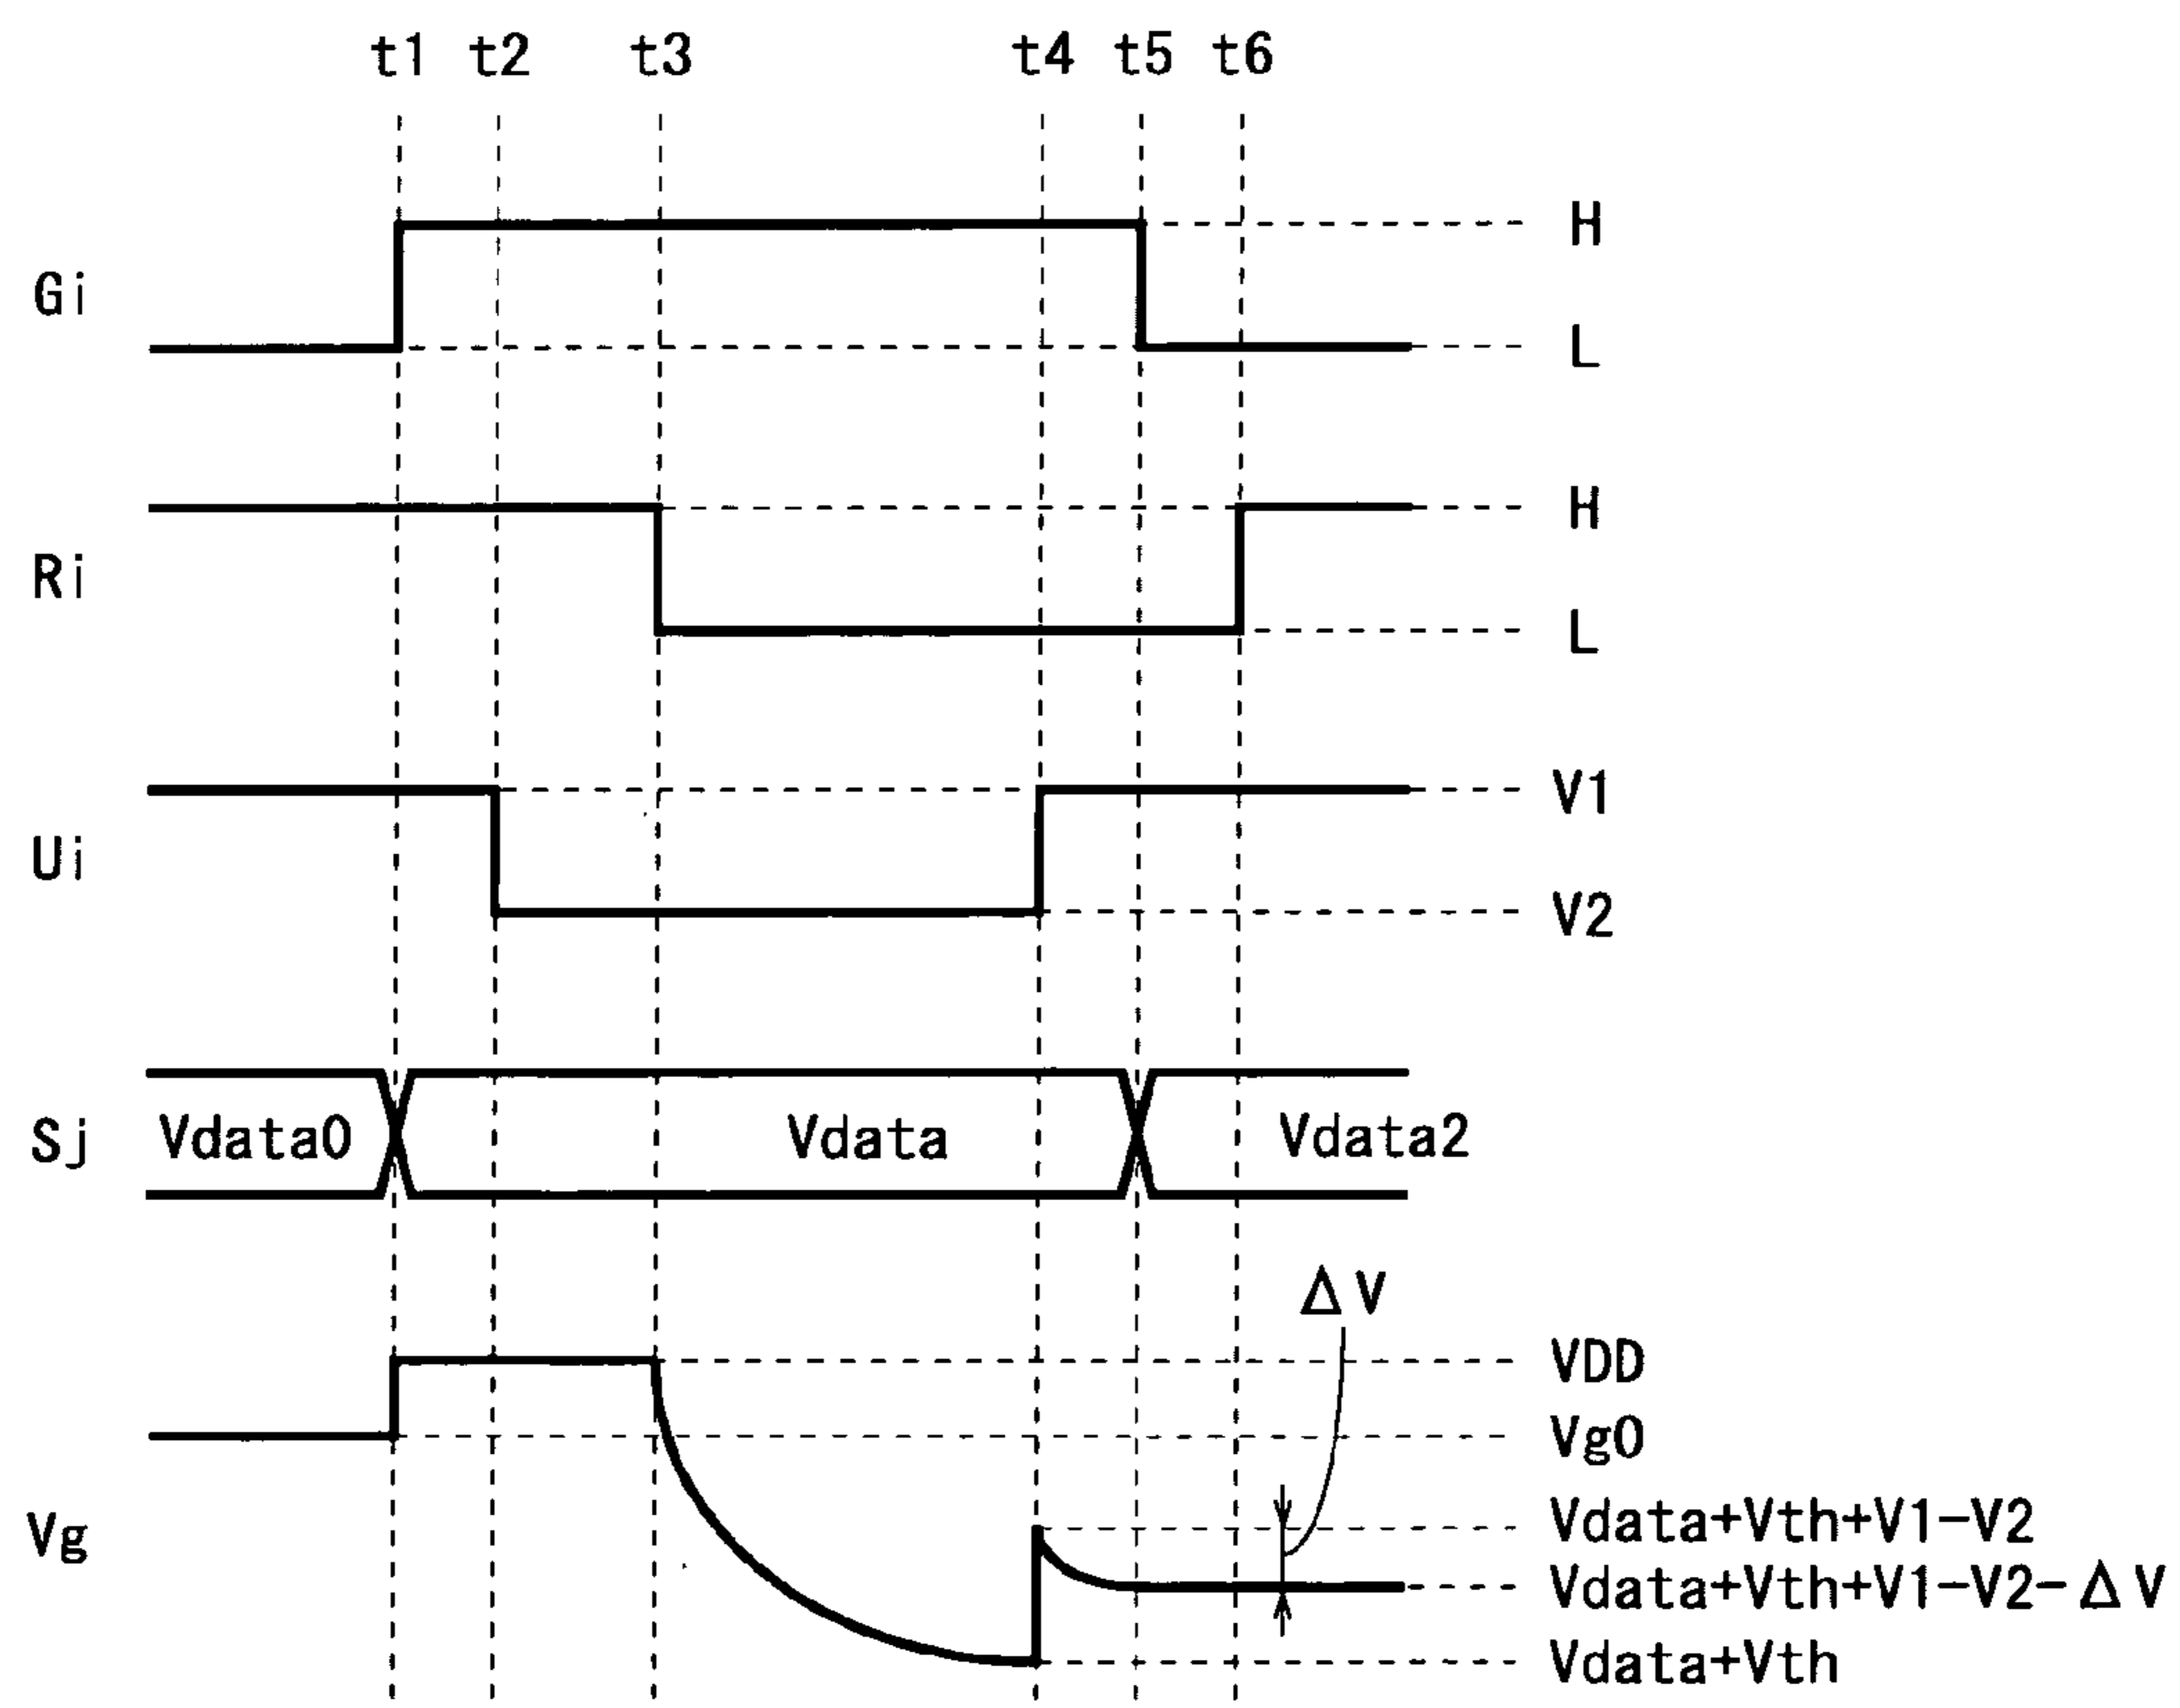 t1 t2 t3 t4 t5 t6
H
Gi
L
H
Ri
L
V1
Ui
V2
Sj Vdata0 Vdata Vdata2
ΔV
VDD
Vg0
Vg
Vdata+Vth+V1-V2
Vdata+Vth+V1-V2-ΔV
Vdata+Vth